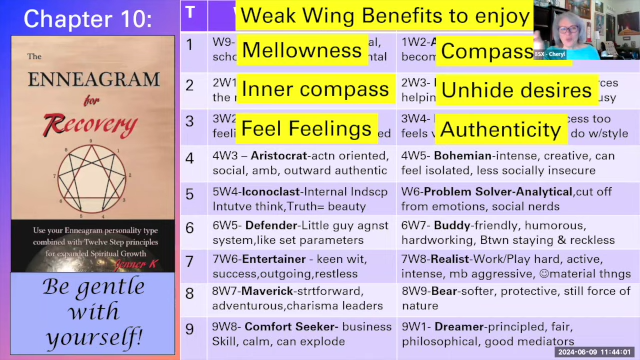 Chapter 10:
The
ENNEAGRAM
for
Recovery
Use your Enneagram personality type
combined with Twelve Step principles
for expanded Spiritual Growth
Jenner K
Be gentle
with
yourself!
T
Weak Wing Benefits to enjoy
1
W9-
Mellowness
1W2-
Compass
2
2W1
Inner compass
2W3-
helpin
Unhide desires
3
3W2
feeli
Feel Feelings
3W4-
feels
Authenticity
do w/style
4
4W3 – Aristocrat-actn oriented,
social, amb, outward authentic
4W5- Bohemian-intense, creative, can
feel isolated, less socially insecure
5
5W4-Iconoclast-Internal Indscp
Intutve think,Truth= beauty
W6-Problem Solver-Analytical,cut off
from emotions, social nerds
6
6W5- Defender-Little guy agnst
system,like set parameters
6W7- Buddy-friendly, humorous,
hardworking, Btwn staying & reckless
7
7W6-Entertainer - keen wit,
success,outgoing,restless
7W8-Realist-Work/Play hard, active,
intense, mb aggressive, ☺material thngs
8
8W7-Maverick-strtforward,
adventurous,charisma leaders
8W9-Bear-softer, protective, still force of
nature
9
9W8- Comfort Seeker- business
Skill, calm, can explode
9W1- Dreamer-principled, fair,
philosophical, good mediators
Cheryl
2024-06-09 11:44:01